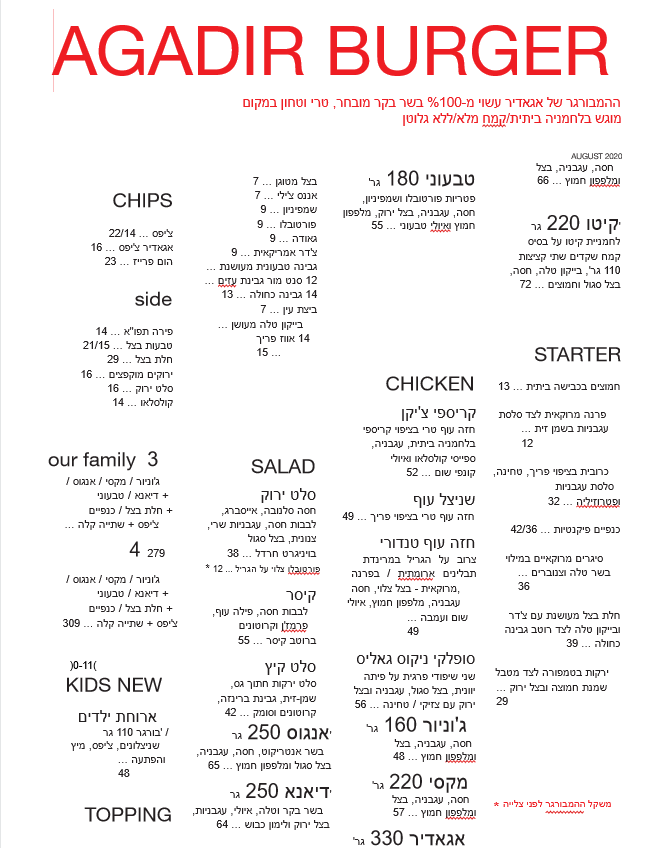 AGADIR BURGER
ההמבורגר של אגאדיר עשוי מ-100% בשר בקר מובחר, טרי וטחון במקום
מוגש בלחמניה ביתית/קמח מלא/ללא גלוטן
AUGUST 2020
חסה, עגבניה, בצל
ומלפפון חמוץ ... 66
קיטו 220 גר'
לחמניית קיטו על בסיס
קמח שקדים שתי קציצות
110 גר', בייקון טלה, חסה,
בצל סגול וחמוצים ... 72
STARTER
חמוצים בכבישה ביתית ... 13
פרנה מרוקאית לצד סלסת
עגבניות בשמן זית ...
12
כרובית בציפוי פריך, טחינה,
סלסת עגבניות
ופטרוזיליה ... 32
כנפיים פיקנטיות ... 42/36
סיגרים מרוקאיים במילוי
בשר טלה וצנוברים ...
36
חלת בצל מעושנת עם צ'דר
ובייקון טלה לצד רוטב גבינה
כחולה ... 39
ירקות בטמפורה לצד מטבל
שמנת חמוצה ובצל ירוק ...
29
* משקל ההמבורגר לפני צלייה
טבעוני 180 גר'
פטריות פורטובלו ושמפיניון,
חסה, עגבניה, בצל ירוק, מלפפון
חמוץ ואיולי טבעוני ... 55
CHICKEN
קריספי צ'יקן
חזה עוף טרי בציפוי קריספי
בלחמניה ביתית, עגבניה,
ספייסי קולסלאו ואיולי
קונפי שום ... 52
שניצל עוף
חזה עוף טרי בציפוי פריך ... 49
חזה עוף טנדורי
צרוב על הגריל במרינדת
תבלינים ארומתית / בפרנה
מרוקאית - בצל צלוי, חסה,
עגבניה, מלפפון חמוץ, איולי
שום ועמבה ...
49
סופלקי ניקוס גאליס
שני שיפודי פרגית על פיתה
יוונית, בצל סגול, עגבניה ובצל
ירוק עם צזיקי / טחינה ... 56
ג'וניור 160 גר'
חסה, עגבניה, בצל
ומלפפון חמוץ ... 48
מקסי 220 גר'
חסה, עגבניה, בצל
ומלפפון חמוץ ... 57
אגאדיר 330 גר'
בצל מטוגן ... 7
אננס צ'ילי ... 7
שמפיניון ... 9
פורטובלו ... 9
גאודה ... 9
צ'דר אמריקאית ... 9
גבינה טבעונית מעושנת ...
12 סנט מור גבינת עזים ...
14 גבינה כחולה ... 13
ביצת עין ... 7
בייקון טלה מעושן ...
14 אווז פריך
... 15
SALAD
סלט ירוק
חסה סלנובה, אייסברג,
לבבות חסה, עגבניות שרי,
צנונית, בצל סגול
בויניגרט חרדל ... 38
פורטובלו צלוי על הגריל ... 12 *
קיסר
לבבות חסה, פילה עוף,
פרמז'ן וקרוטונים
ברוטב קיסר ... 55
סלט קיץ
סלט ירקות חתוך גס,
שמן-זית, גבינת ברינזה,
קרוטונים וסומק ... 42
אנגוס 250 גר'
בשר אנטריקוט, חסה, עגבניה,
בצל סגול ומלפפון חמוץ ... 65
דיאנא 250 גר'
בשר בקר וטלה, איולי, עגבניות,
בצל ירוק ולימון כבוש ... 64
CHIPS
צ'יפס ... 22/14
אגאדיר צ'יפס ... 16
הום פרייז ... 23
side
פירה תפו"א ... 14
טבעות בצל ... 21/15
חלת בצל ... 29
ירוקים מוקפצים ... 16
סלט ירוק ... 16
קולסלאו ... 14
our family 3
ג'וניור / מקסי / אנגוס /
דיאנא / טבעוני +
חלת בצל / כנפיים +
צ'יפס + שתייה קלה ...
279 4
ג'וניור / מקסי / אנגוס /
דיאנא / טבעוני +
חלת בצל / כנפיים +
צ'יפס + שתייה קלה ... 309
)0-11(
KIDS NEW
ארוחת ילדים
בורגר 110 גר' /
שניצלונים, צ'יפס, מיץ
והפתעה ...
48
TOPPING